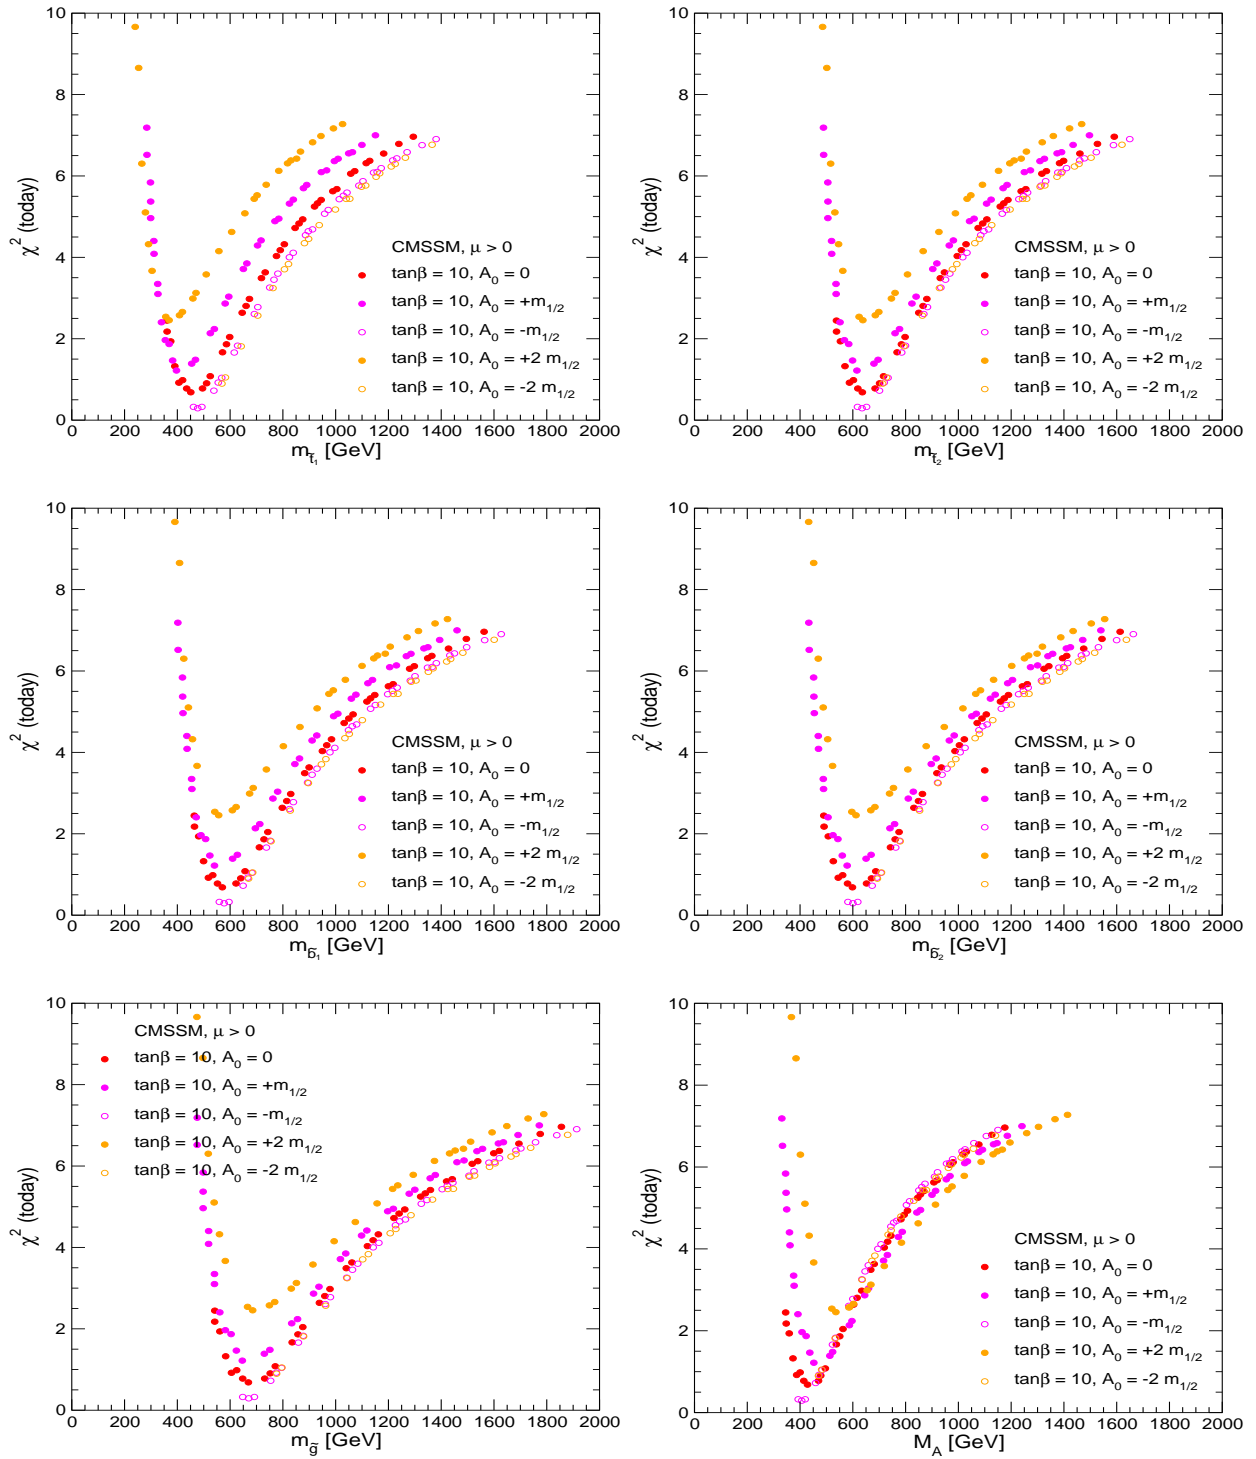 10
8
6
4
2
0
χ² (today)
CMSSM, μ > 0
tanβ = 10, A₀ = 0
tanβ = 10, A₀ = +m₁/₂
tanβ = 10, A₀ = -m₁/₂
tanβ = 10, A₀ = +2 m₁/₂
tanβ = 10, A₀ = -2 m₁/₂
0 200 400 600 800 1000 1200 1400 1600 1800 2000
m_t̃₁ [GeV]
10
8
6
4
2
0
χ² (today)
CMSSM, μ > 0
tanβ = 10, A₀ = 0
tanβ = 10, A₀ = +m₁/₂
tanβ = 10, A₀ = -m₁/₂
tanβ = 10, A₀ = +2 m₁/₂
tanβ = 10, A₀ = -2 m₁/₂
0 200 400 600 800 1000 1200 1400 1600 1800 2000
m_t̃₂ [GeV]
10
8
6
4
2
0
χ² (today)
CMSSM, μ > 0
tanβ = 10, A₀ = 0
tanβ = 10, A₀ = +m₁/₂
tanβ = 10, A₀ = -m₁/₂
tanβ = 10, A₀ = +2 m₁/₂
tanβ = 10, A₀ = -2 m₁/₂
0 200 400 600 800 1000 1200 1400 1600 1800 2000
m_b̃₁ [GeV]
10
8
6
4
2
0
χ² (today)
CMSSM, μ > 0
tanβ = 10, A₀ = 0
tanβ = 10, A₀ = +m₁/₂
tanβ = 10, A₀ = -m₁/₂
tanβ = 10, A₀ = +2 m₁/₂
tanβ = 10, A₀ = -2 m₁/₂
0 200 400 600 800 1000 1200 1400 1600 1800 2000
m_b̃₂ [GeV]
10
8
6
4
2
0
χ² (today)
CMSSM, μ > 0
tanβ = 10, A₀ = 0
tanβ = 10, A₀ = +m₁/₂
tanβ = 10, A₀ = -m₁/₂
tanβ = 10, A₀ = +2 m₁/₂
tanβ = 10, A₀ = -2 m₁/₂
0 200 400 600 800 1000 1200 1400 1600 1800 2000
m_g̃ [GeV]
10
8
6
4
2
0
χ² (today)
CMSSM, μ > 0
tanβ = 10, A₀ = 0
tanβ = 10, A₀ = +m₁/₂
tanβ = 10, A₀ = -m₁/₂
tanβ = 10, A₀ = +2 m₁/₂
tanβ = 10, A₀ = -2 m₁/₂
0 200 400 600 800 1000 1200 1400 1600 1800 2000
M_A [GeV]